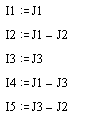 I1 := J1
I2 := J1 – J2
I3 := J3
I4 := J1 – J3
I5 := J3 – J2